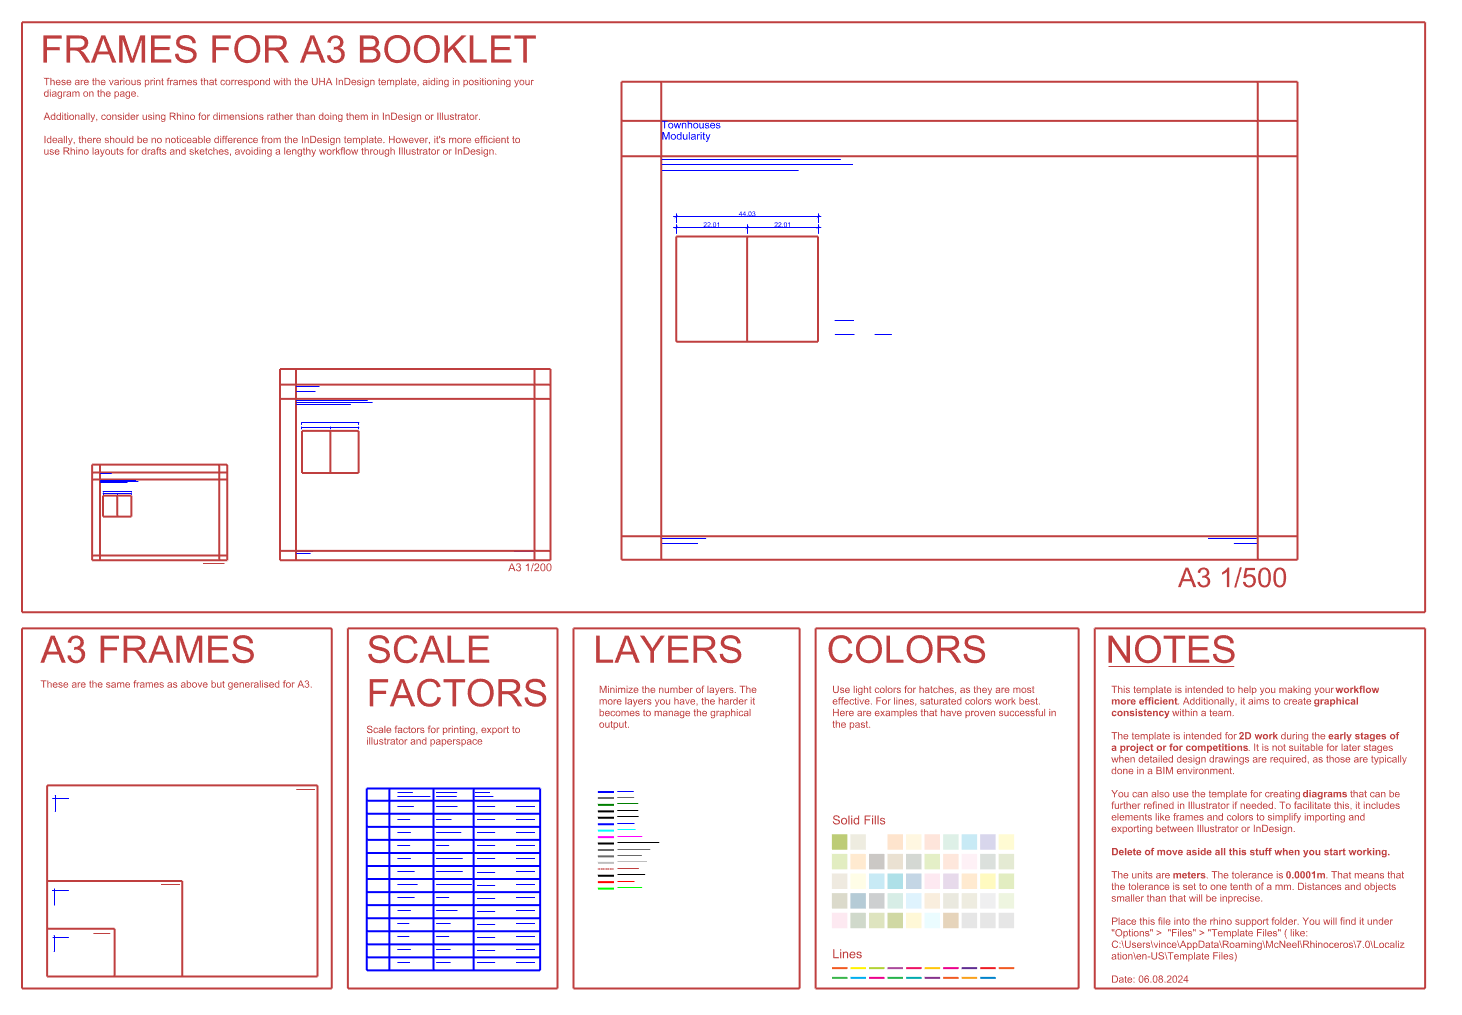 FRAMES FOR A3 BOOKLET
These are the various print frames that correspond with the UHA InDesign template, aiding in positioning your
diagram on the page.
Additionally, consider using Rhino for dimensions rather than doing them in InDesign or Illustrator.
Ideally, there should be no noticeable difference from the InDesign template. However, it's more efficient to
use Rhino layouts for drafts and sketches, avoiding a lengthy workflow through Illustrator or InDesign.
Townhouses
Modularity
44.03
22.01 22.01
A3 1/200
A3 1/500
A3 FRAMES
These are the same frames as above but generalised for A3.
SCALE
FACTORS
Scale factors for printing, export to
illustrator and paperspace
LAYERS
Minimize the number of layers. The
more layers you have, the harder it
becomes to manage the graphical
output.
COLORS
Use light colors for hatches, as they are most
effective. For lines, saturated colors work best.
Here are examples that have proven successful in
the past.
Solid Fills
Lines
NOTES
This template is intended to help you making your workflow
more efficient. Additionally, it aims to create graphical
consistency within a team.
The template is intended for 2D work during the early stages of
a project or for competitions. It is not suitable for later stages
when detailed design drawings are required, as those are typically
done in a BIM environment.
You can also use the template for creating diagrams that can be
further refined in Illustrator if needed. To facilitate this, it includes
elements like frames and colors to simplify importing and
exporting between Illustrator or InDesign.
Delete of move aside all this stuff when you start working.
The units are meters. The tolerance is 0.0001m. That means that
the tolerance is set to one tenth of a mm. Distances and objects
smaller than that will be inprecise.
Place this file into the rhino support folder. You will find it under
"Options" > "Files" > "Template Files" ( like:
C:\Users\vince\AppData\Roaming\McNeel\Rhinoceros\7.0\Localiz
ation\en-US\Template Files)
Date: 06.08.2024